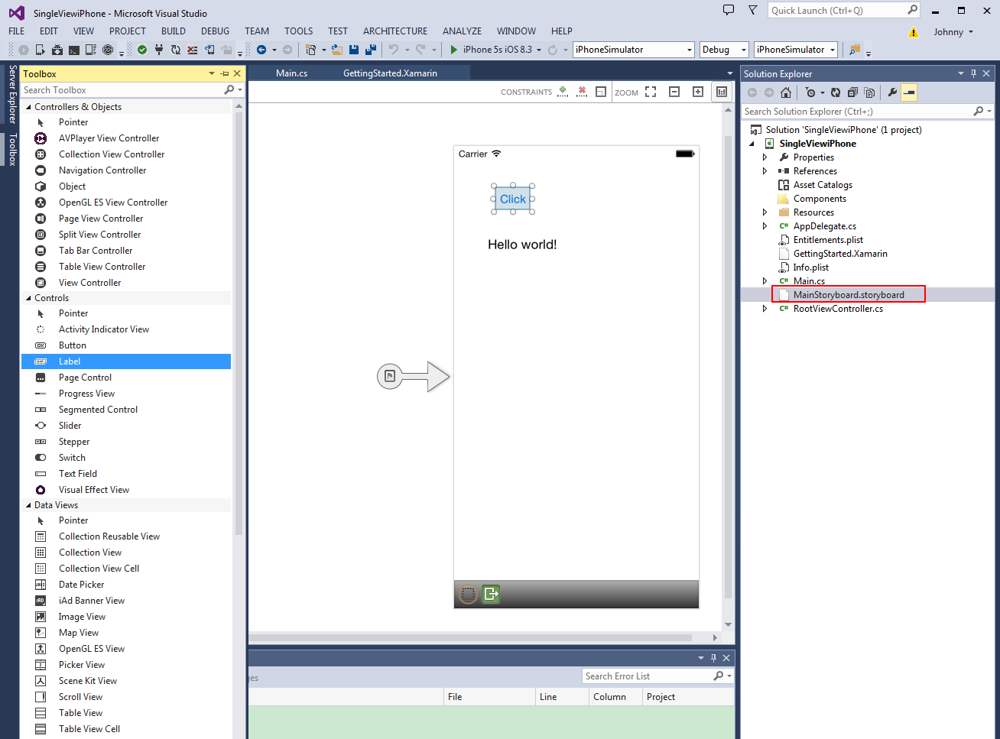 SingleViewiPhone - Microsoft Visual Studio
Quick Launch (Ctrl+Q)
FILE EDIT VIEW PROJECT BUILD DEBUG TEAM TOOLS TEST ARCHITECTURE ANALYZE WINDOW HELP
Johnny
iPhone 5s iOS 8.3 iPhoneSimulator Debug iPhoneSimulator
Server Explorer
Toolbox
Toolbox
Search Toolbox
Controllers & Objects
Pointer
AVPlayer View Controller
Collection View Controller
Navigation Controller
Object
OpenGL ES View Controller
Page View Controller
Split View Controller
Tab Bar Controller
Table View Controller
View Controller
Controls
Pointer
Activity Indicator View
Button
Label
Page Control
Progress View
Segmented Control
Slider
Stepper
Switch
Text Field
Visual Effect View
Data Views
Pointer
Collection Reusable View
Collection View
Collection View Cell
Date Picker
iAd Banner View
Image View
Map View
OpenGL ES View
Picker View
Scene Kit View
Scroll View
Table View
Table View Cell
Main.cs GettingStarted.Xamarin
CONSTRAINTS ZOOM
Carrier
Click
Hello world!
Search Error List
File Line Column Project
Solution Explorer
Search Solution Explorer (Ctrl+;)
Solution 'SingleViewiPhone' (1 project)
SingleViewiPhone
Properties
References
Asset Catalogs
Components
Resources
AppDelegate.cs
Entitlements.plist
GettingStarted.Xamarin
Info.plist
Main.cs
MainStoryboard.storyboard
RootViewController.cs